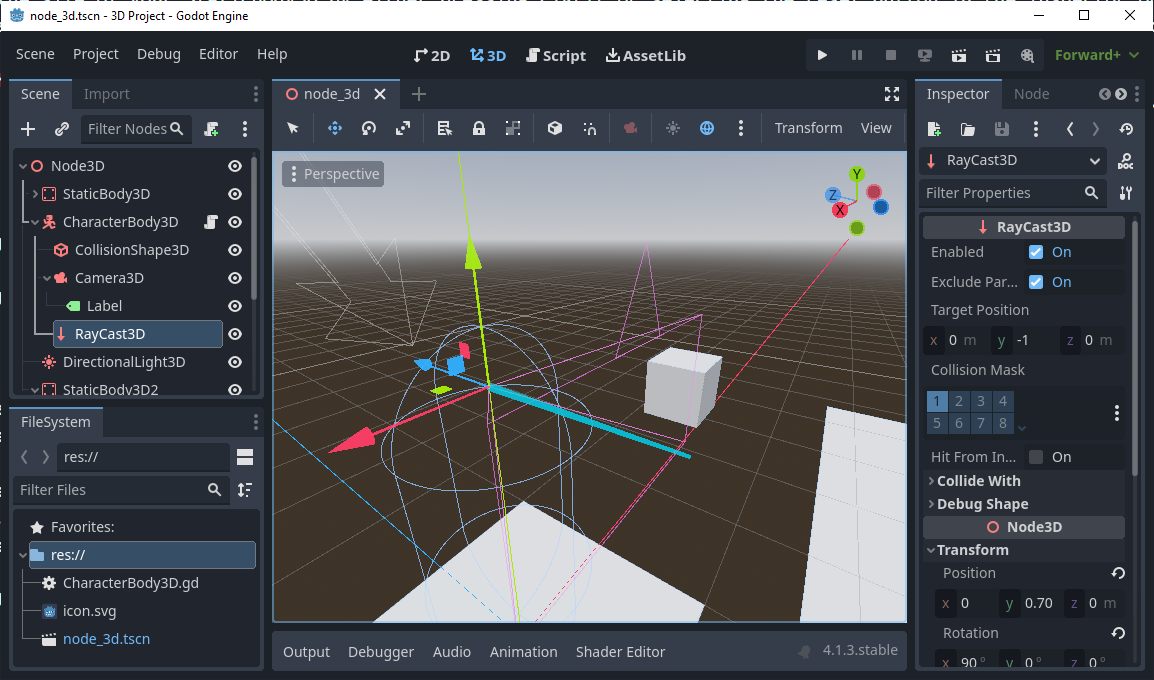 node_3d.tscn - 3D Project - Godot Engine
Scene Project Debug Editor Help
2D 3D Script AssetLib
Forward+
Scene Import
Filter Nodes
Node3D
StaticBody3D
CharacterBody3D
CollisionShape3D
Camera3D
Label
RayCast3D
DirectionalLight3D
StaticBody3D2
FileSystem
res://
Filter Files
Favorites:
res://
CharacterBody3D.gd
icon.svg
node_3d.tscn
node_3d
Transform View
Perspective
Y
Z
X
Output Debugger Audio Animation Shader Editor
4.1.3.stable
Inspector Node
RayCast3D
Filter Properties
RayCast3D
Enabled On
Exclude Par... On
Target Position
x 0 m y -1 z 0 m
Collision Mask
1 2 3 4
5 6 7 8
Hit From In... On
Collide With
Debug Shape
Node3D
Transform
Position
x 0 y 0.70 z 0 m
Rotation
x 90 ° y 0 ° z 0 °